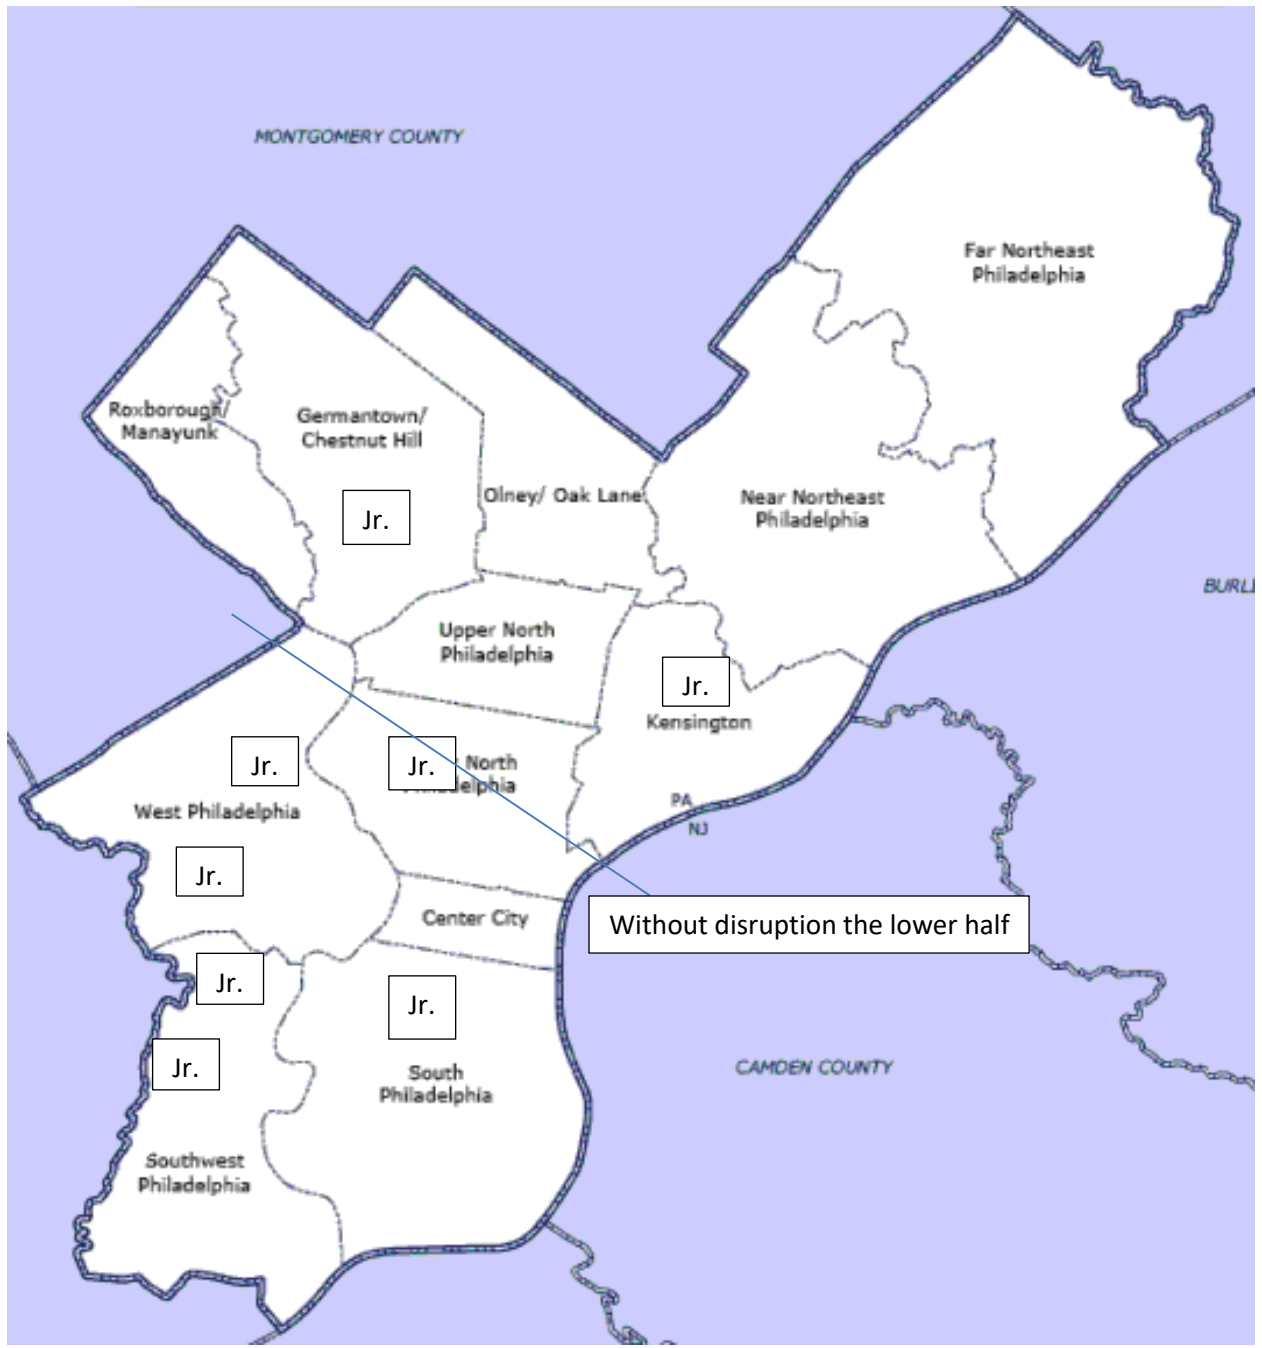 MONTGOMERY COUNTY
Far Northeast
Philadelphia
Roxborough/
Manayunk
Germantown/
Chestnut Hill
Jr.
Olney/ Oak Lane
Near Northeast
Philadelphia
BURL
Upper North
Philadelphia
Jr.
Kensington
Jr.
Jr.
North
delphia
West Philadelphia
PA
NJ
Jr.
Center City
Without disruption the lower half
Jr.
Jr.
Jr.
South
Philadelphia
CAMDEN COUNTY
Southwest
Philadelphia